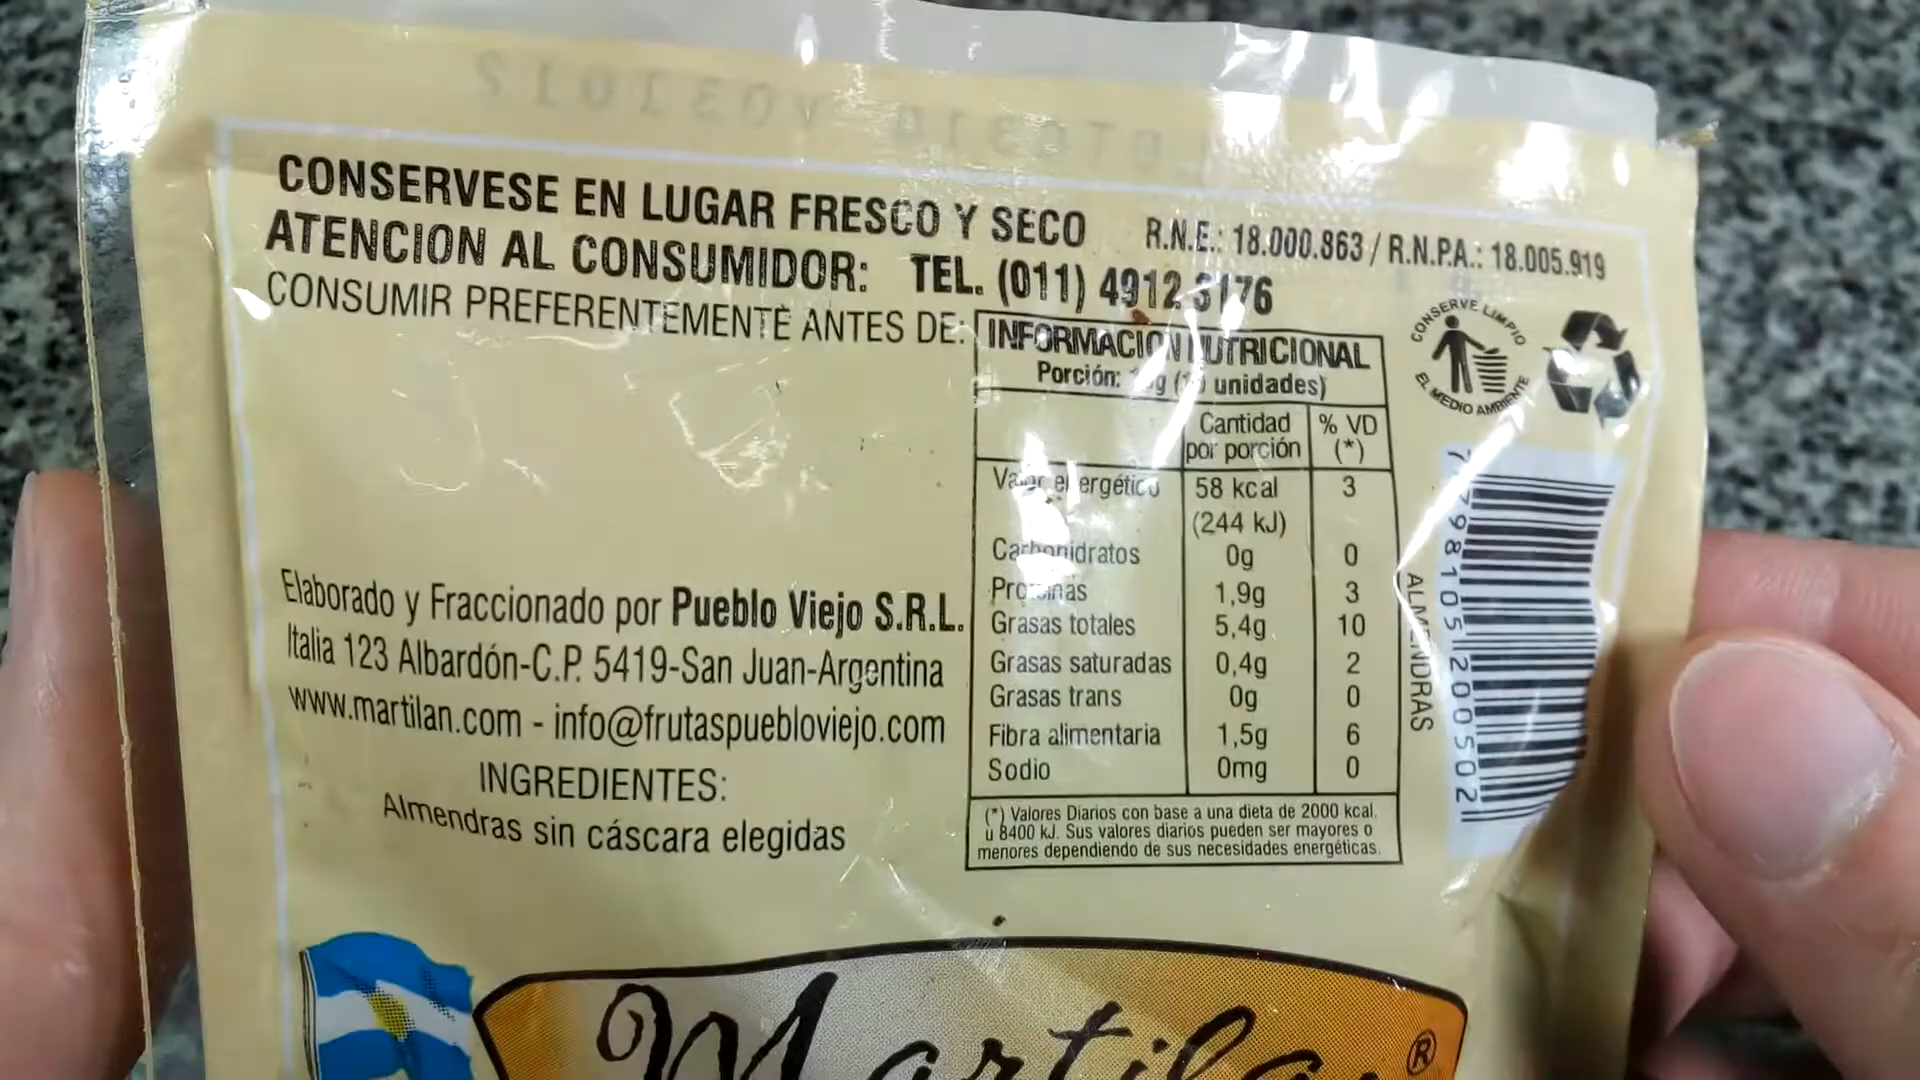 CONSERVESE EN LUGAR FRESCO Y SECO R.N.E.: 18.000.863 / R.N.P.A.: 18.005.919
ATENCION AL CONSUMIDOR: TEL. (011) 4912 3176
CONSUMIR PREFERENTEMENTE ANTES DE:
Elaborado y Fraccionado por Pueblo Viejo S.R.L.
Italia 123 Albardón-C.P. 5419-San Juan-Argentina
www.martilan.com - info@frutaspuebloviejo.com
INGREDIENTES:
Almendras sin cáscara elegidas
INFORMACION NUTRICIONAL
Porción: unidades)
Cantidad % VD
por porción (*)
Valor energético 58 kcal 3
(244 kJ)
Carbohidratos 0g 0
Proteinas 1,9g 3
Grasas totales 5,4g 10
Grasas saturadas 0,4g 2
Grasas trans 0g 0
Fibra alimentaria 1,5g 6
Sodio 0mg 0
(*) Valores Diarios con base a una dieta de 2000 kcal.
u 8400 kJ. Sus valores diarios pueden ser mayores o
menores dependiendo de sus necesidades energéticas.
CONSERVE LIMPIO
EL MEDIO AMBIENTE
ALMENDRAS
7 798105 200502
®